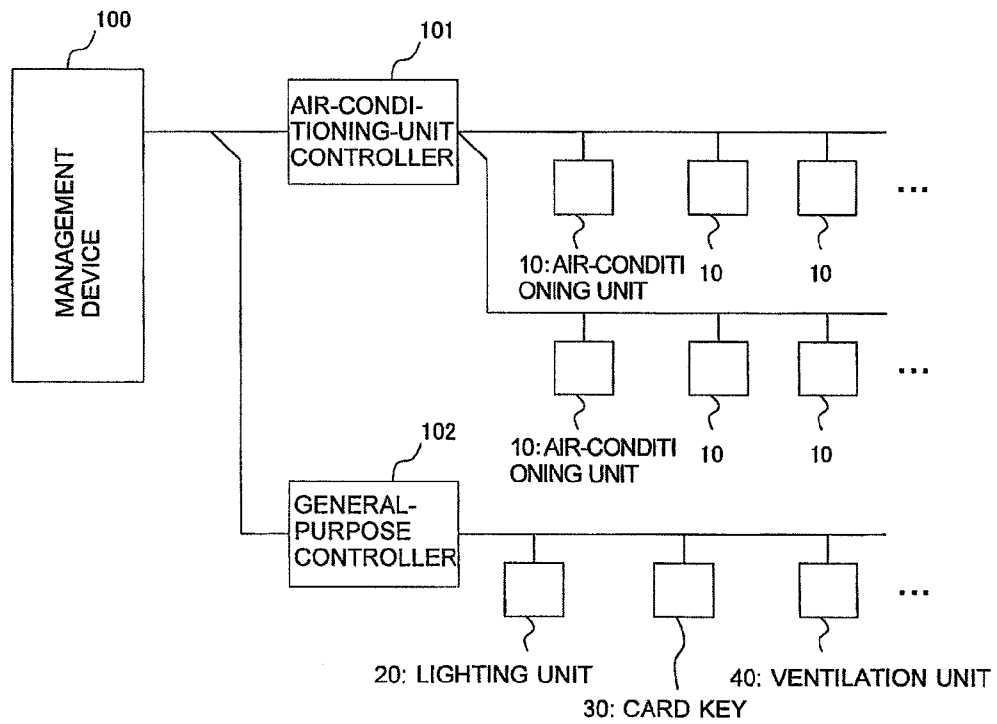 100
101
MANAGEMENT
DEVICE
AIR-CONDI-
TIONING-UNIT
CONTROLLER
...
10: AIR-CONDITI
ONING UNIT
10
10
...
10: AIR-CONDITI
ONING UNIT
10
10
102
GENERAL-
PURPOSE
CONTROLLER
...
20: LIGHTING UNIT
30: CARD KEY
40: VENTILATION UNIT